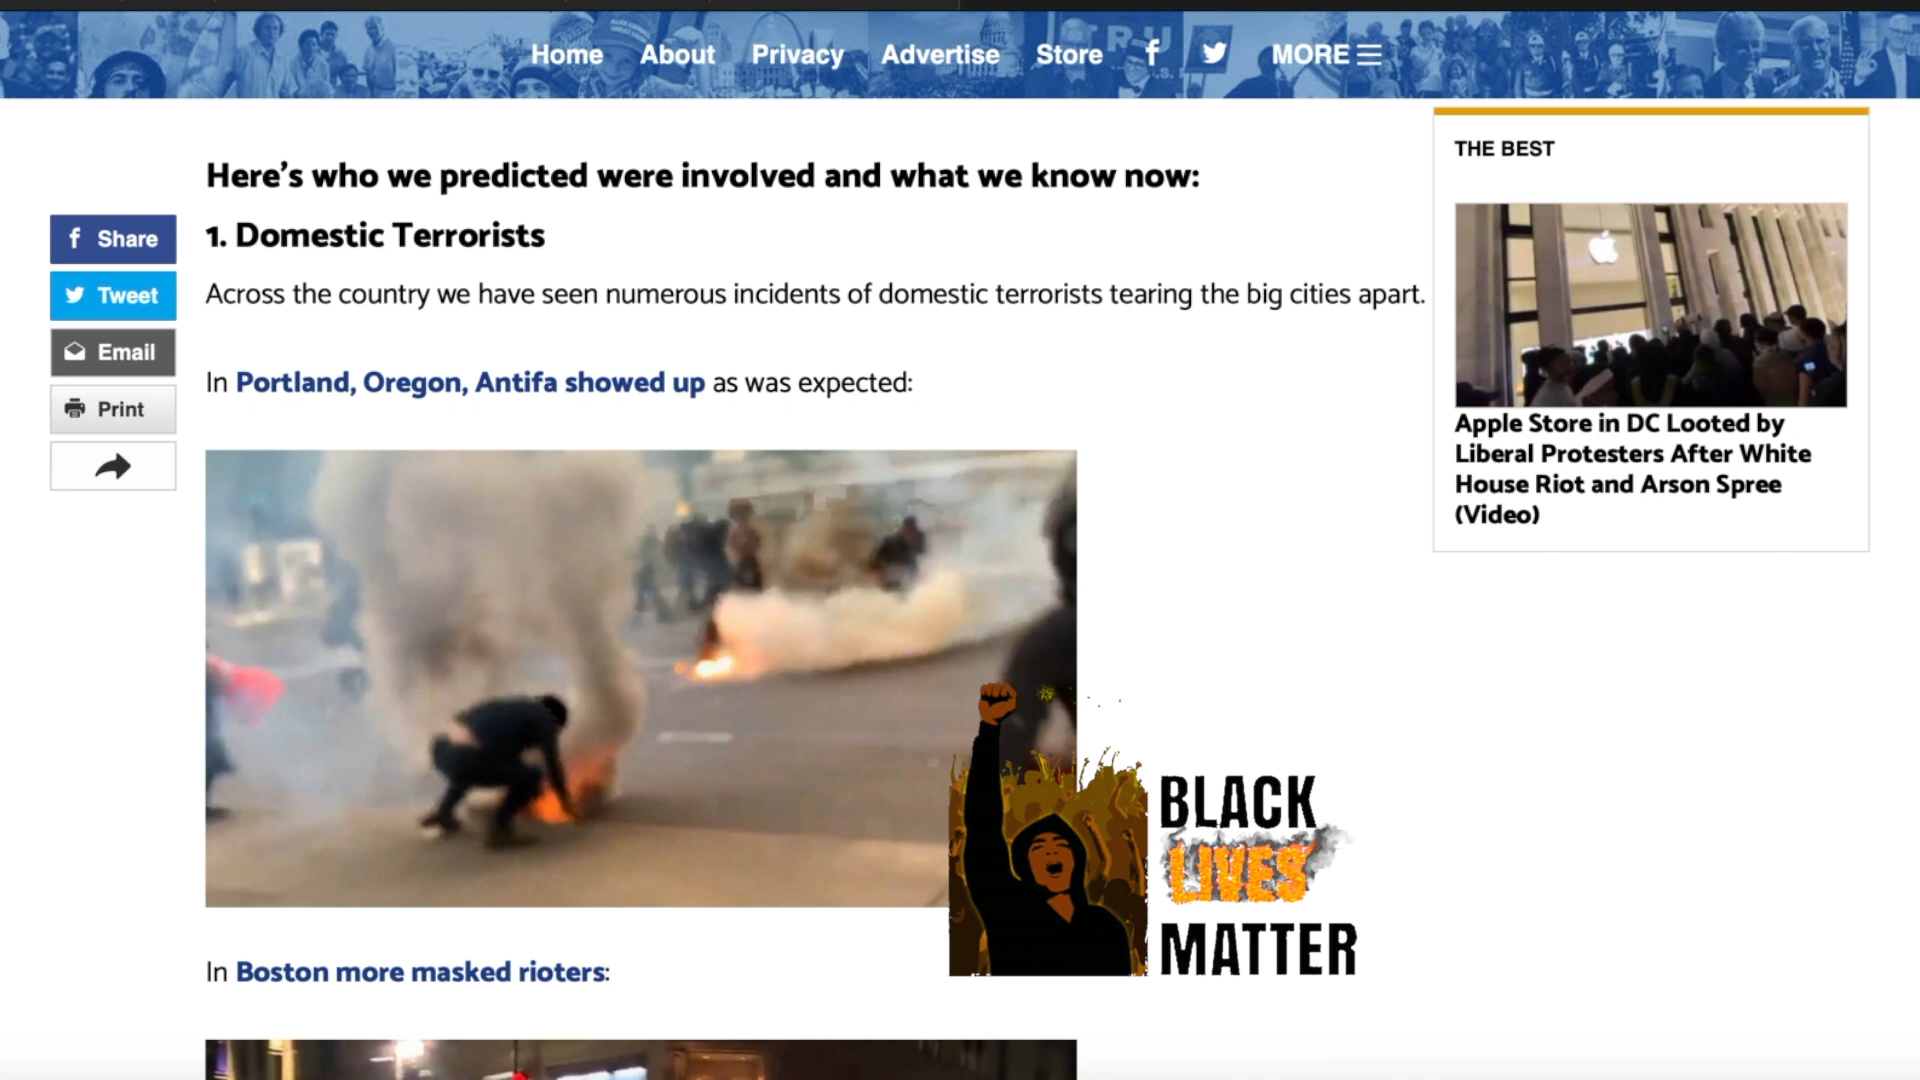 Home About Privacy Advertise Store MORE
Here's who we predicted were involved and what we know now:
1. Domestic Terrorists
Across the country we have seen numerous incidents of domestic terrorists tearing the big cities apart.
In Portland, Oregon, Antifa showed up as was expected:
In Boston more masked rioters:
Share
Tweet
Email
Print
THE BEST
Apple Store in DC Looted by
Liberal Protesters After White
House Riot and Arson Spree
(Video)
BLACK
LIVES
MATTER